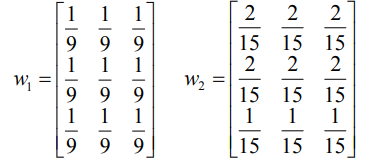 w₁ = [1/9 1/9 1/9
1/9 1/9 1/9
1/9 1/9 1/9]
w₂ = [2/15 2/15 2/15
2/15 2/15 2/15
1/15 1/15 1/15]